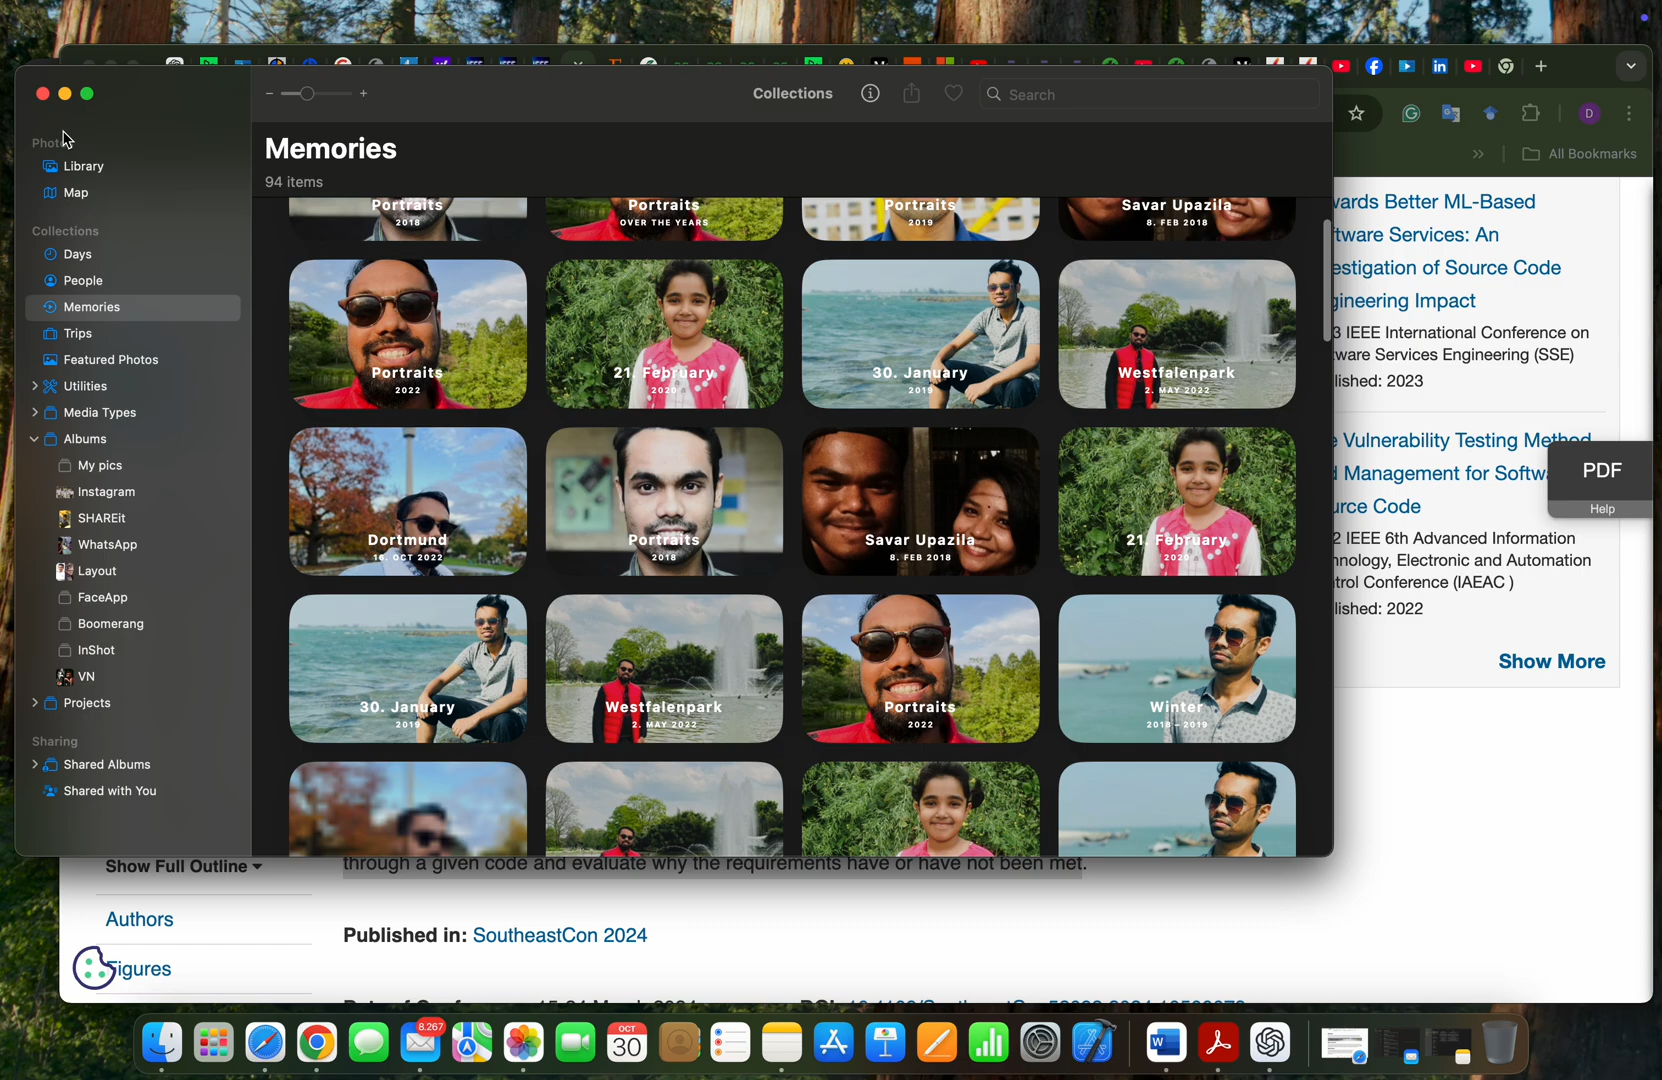 Collections
Search
Photo
Library
Map
Collections
Days
People
Memories
Trips
Featured Photos
Utilities
Media Types
Albums
My pics
Instagram
SHAREit
WhatsApp
Layout
FaceApp
Boomerang
InShot
VN
Projects
Sharing
Shared Albums
Shared with You
Memories
94 items
Portraits
2018
Portraits
OVER THE YEARS
Portraits
2019
Savar Upazila
8. FEB 2018
Portraits
2022
21. February
2020
30. January
2019
Westfalenpark
2. MAY 2022
Dortmund
16. OCT 2022
Portraits
2018
Savar Upazila
8. FEB 2018
21. February
2020
30. January
2019
Westfalenpark
2. MAY 2022
Portraits
2022
Winter
2018 – 2019
D
All Bookmarks
wards Better ML-Based
tware Services: An
estigation of Source Code
gineering Impact
3 IEEE International Conference on
tware Services Engineering (SSE)
lished: 2023
e Vulnerability Testing Method
d Management for Softw
urce Code
2 IEEE 6th Advanced Information
hnology, Electronic and Automation
trol Conference (IAEAC )
lished: 2022
Show More
PDF
Help
through a given code and evaluate why the requirements have or have not been met.
Show Full Outline
Authors
Published in: SoutheastCon 2024
Figures
8.267
OCT
30